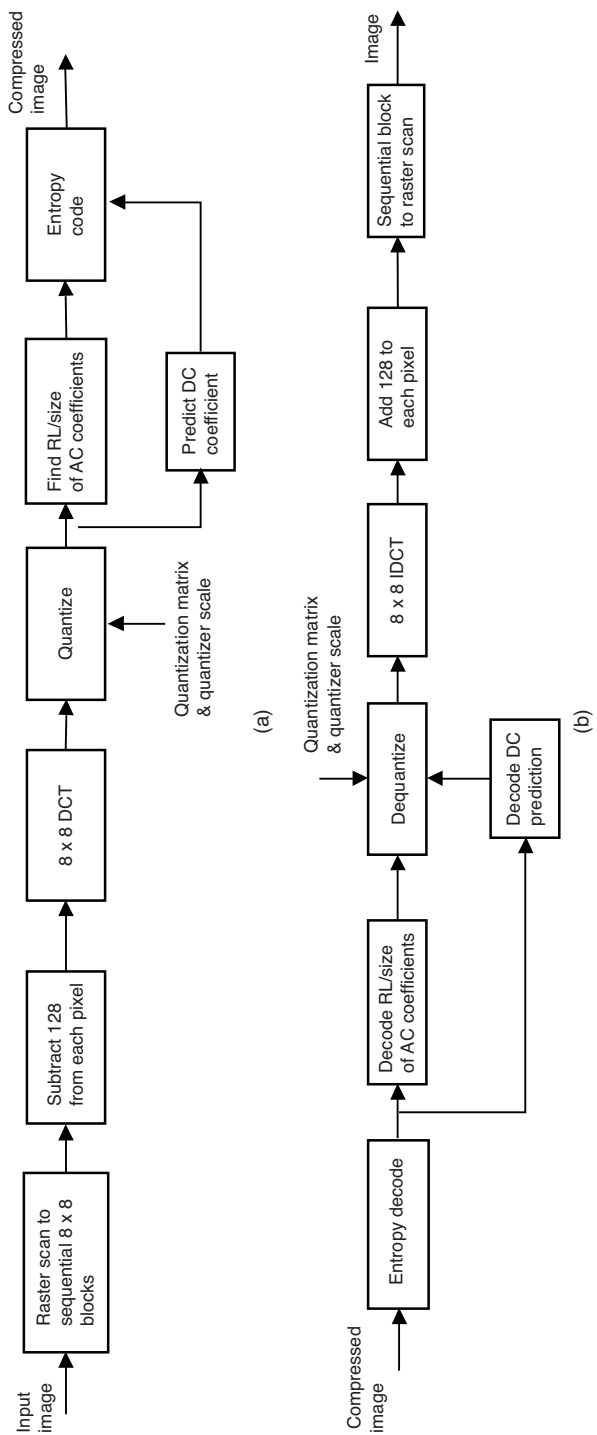 Input
image
Raster scan to
sequential 8 x 8
blocks
Subtract 128
from each pixel
8 x 8 DCT
Quantize
Quantization matrix
& quantizer scale
Find RL/size
of AC coefficients
Predict DC
coefficient
Entropy
code
Compressed
image
(a)
Compressed
image
Entropy decode
Decode RL/size
of AC coefficients
Decode DC
prediction
Quantization matrix
& quantizer scale
Dequantize
8 x 8 IDCT
Add 128 to
each pixel
Sequential block
to raster scan
Image
(b)